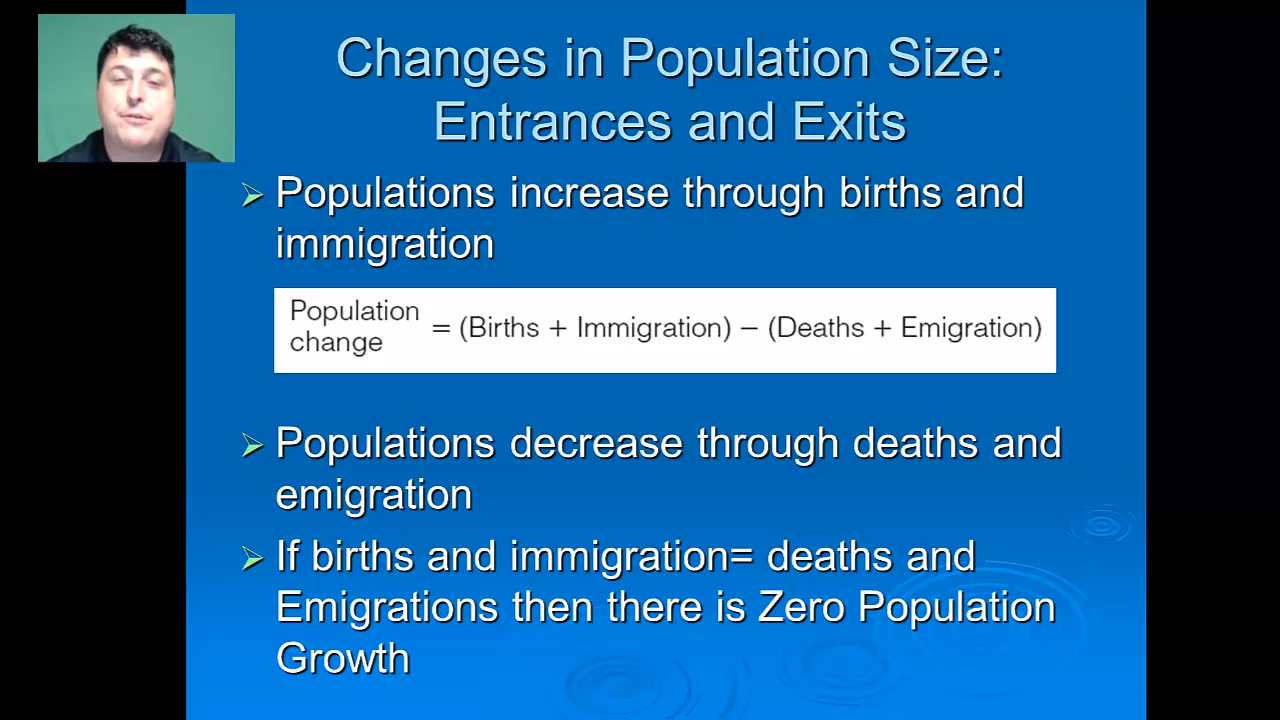 Changes in Population Size:
Entrances and Exits
Populations increase through births and
immigration
Population
change = (Births + Immigration) − (Deaths + Emigration)
Populations decrease through deaths and
emigration
If births and immigration= deaths and
Emigrations then there is Zero Population
Growth